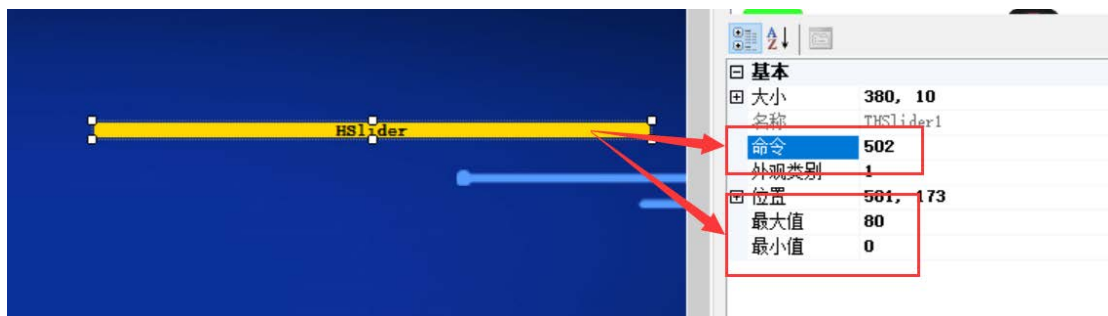 HSlider
基本
大小 380, 10
名称 THSlider1
命令 502
外观类别 1
位置 581, 173
最大值 80
最小值 0